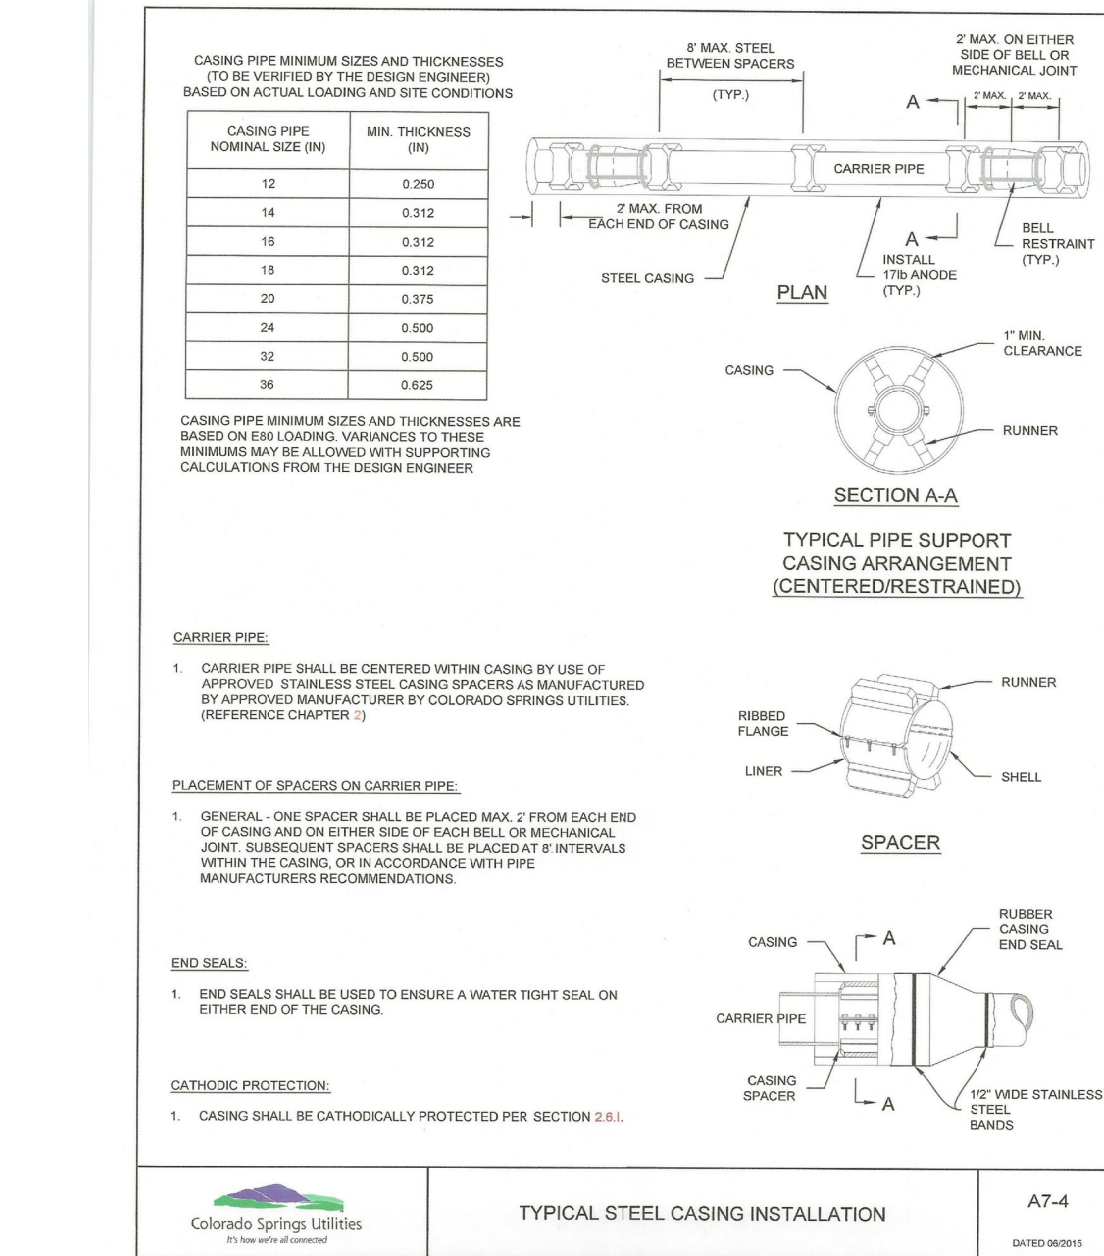 CASING PIPE MINIMUM SIZES AND THICKNESSES
(TO BE VERIFIED BY THE DESIGN ENGINEER)
BASED ON ACTUAL LOADING AND SITE CONDITIONS
CASING PIPE
NOMINAL SIZE (IN)
MIN. THICKNESS
(IN)
12 0.250
14 0.312
16 0.312
18 0.312
20 0.375
24 0.500
32 0.500
36 0.625
CASING PIPE MINIMUM SIZES AND THICKNESSES ARE
BASED ON E80 LOADING. VARIANCES TO THESE
MINIMUMS MAY BE ALLOWED WITH SUPPORTING
CALCULATIONS FROM THE DESIGN ENGINEER
8' MAX. STEEL
BETWEEN SPACERS
(TYP.)
2' MAX. ON EITHER
SIDE OF BELL OR
MECHANICAL JOINT
A
2' MAX. 2' MAX.
CARRIER PIPE
2' MAX. FROM
EACH END OF CASING
A
STEEL CASING
INSTALL
17lb ANODE
(TYP.)
BELL
RESTRAINT
(TYP.)
PLAN
1" MIN.
CLEARANCE
CASING
RUNNER
SECTION A-A
TYPICAL PIPE SUPPORT
CASING ARRANGEMENT
(CENTERED/RESTRAINED)
CARRIER PIPE:
1. CARRIER PIPE SHALL BE CENTERED WITHIN CASING BY USE OF
APPROVED STAINLESS STEEL CASING SPACERS AS MANUFACTURED
BY APPROVED MANUFACTURER BY COLORADO SPRINGS UTILITIES.
(REFERENCE CHAPTER 2)
PLACEMENT OF SPACERS ON CARRIER PIPE:
1. GENERAL - ONE SPACER SHALL BE PLACED MAX. 2' FROM EACH END
OF CASING AND ON EITHER SIDE OF EACH BELL OR MECHANICAL
JOINT. SUBSEQUENT SPACERS SHALL BE PLACED AT 8' INTERVALS
WITHIN THE CASING, OR IN ACCORDANCE WITH PIPE
MANUFACTURERS RECOMMENDATIONS.
END SEALS:
1. END SEALS SHALL BE USED TO ENSURE A WATER TIGHT SEAL ON
EITHER END OF THE CASING.
CATHODIC PROTECTION:
1. CASING SHALL BE CATHODICALLY PROTECTED PER SECTION 2.6.I.
RUNNER
RIBBED
FLANGE
LINER
SHELL
SPACER
RUBBER
CASING
END SEAL
CASING
A
CARRIER PIPE
CASING
SPACER
A
1/2" WIDE STAINLESS
STEEL
BANDS
Colorado Springs Utilities
It's how we're all connected
TYPICAL STEEL CASING INSTALLATION
A7-4
DATED 06/2015